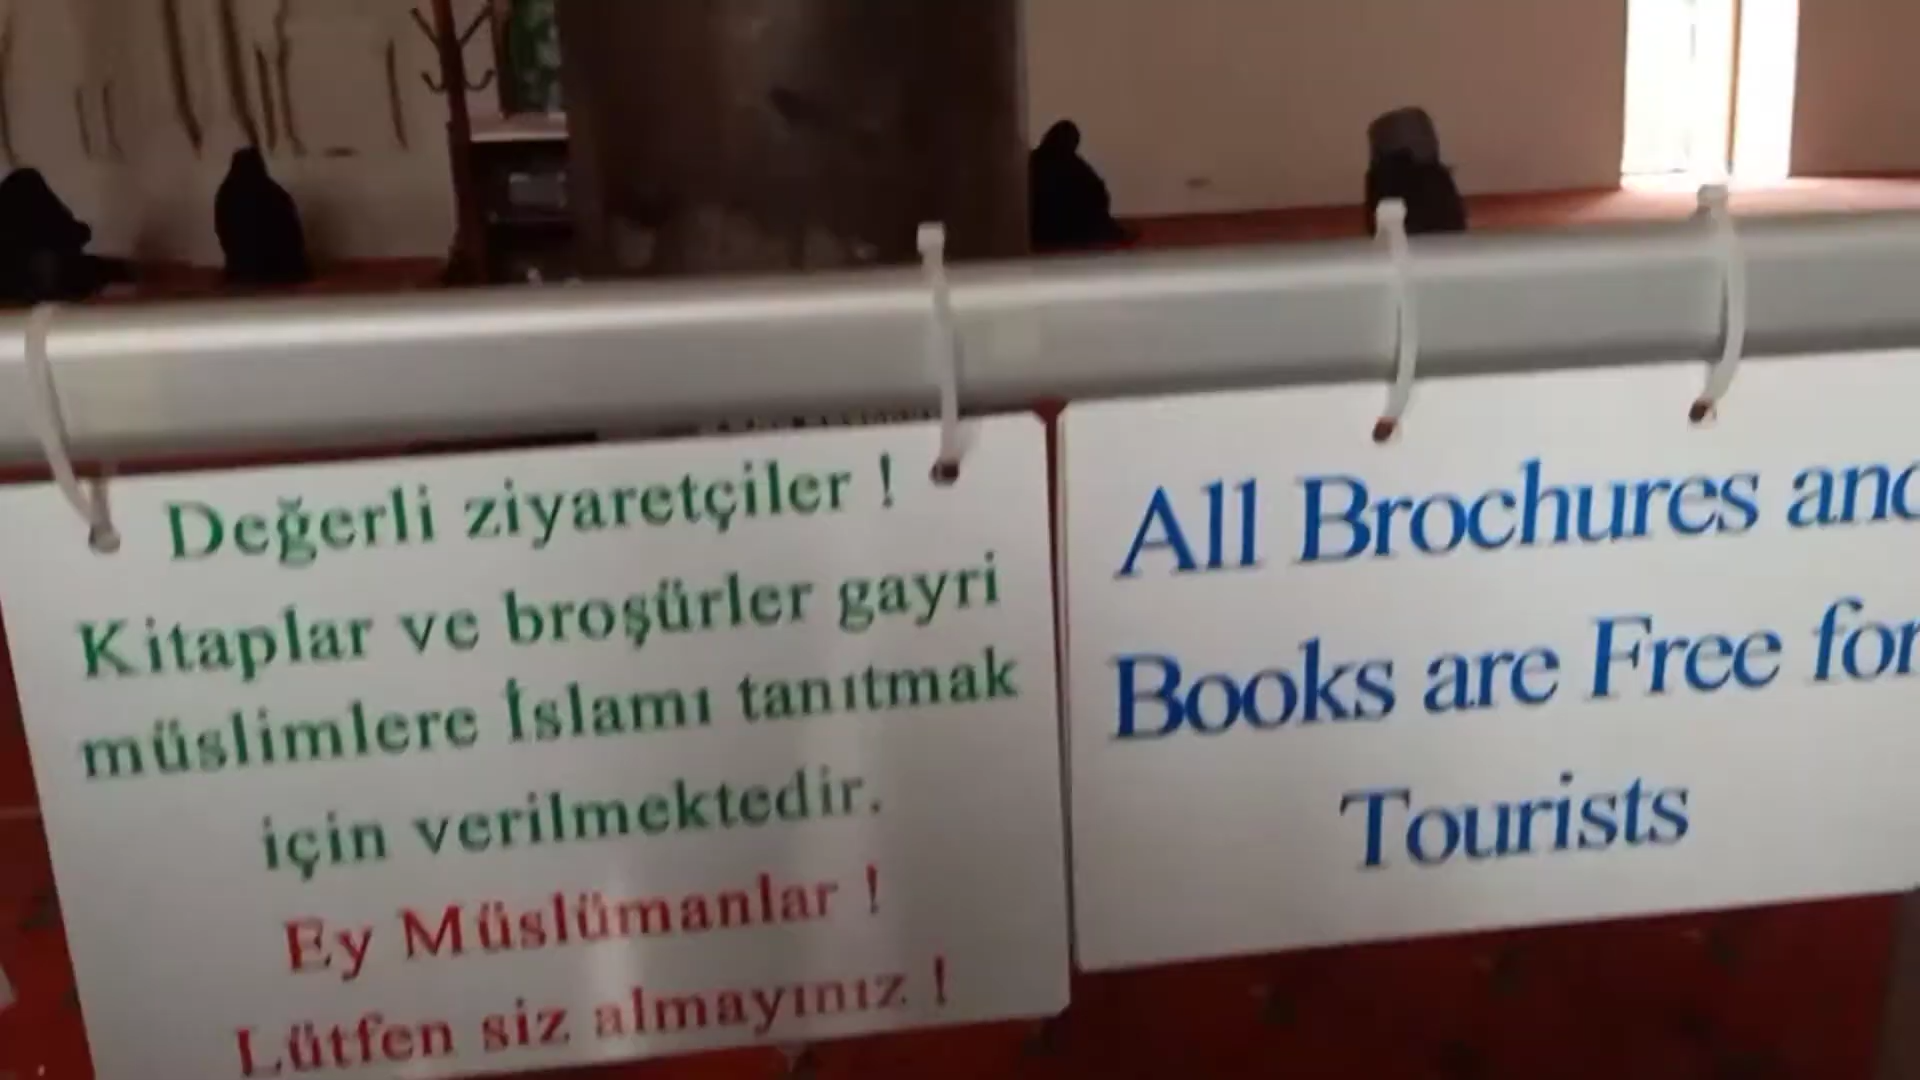 Değerli ziyaretçiler !
Kitaplar ve broşürler gayri
müslimlere İslamı tanıtmak
için verilmektedir.
Ey Müslümanlar !
Lütfen siz almayınız !
All Brochures and
Books are Free for
Tourists